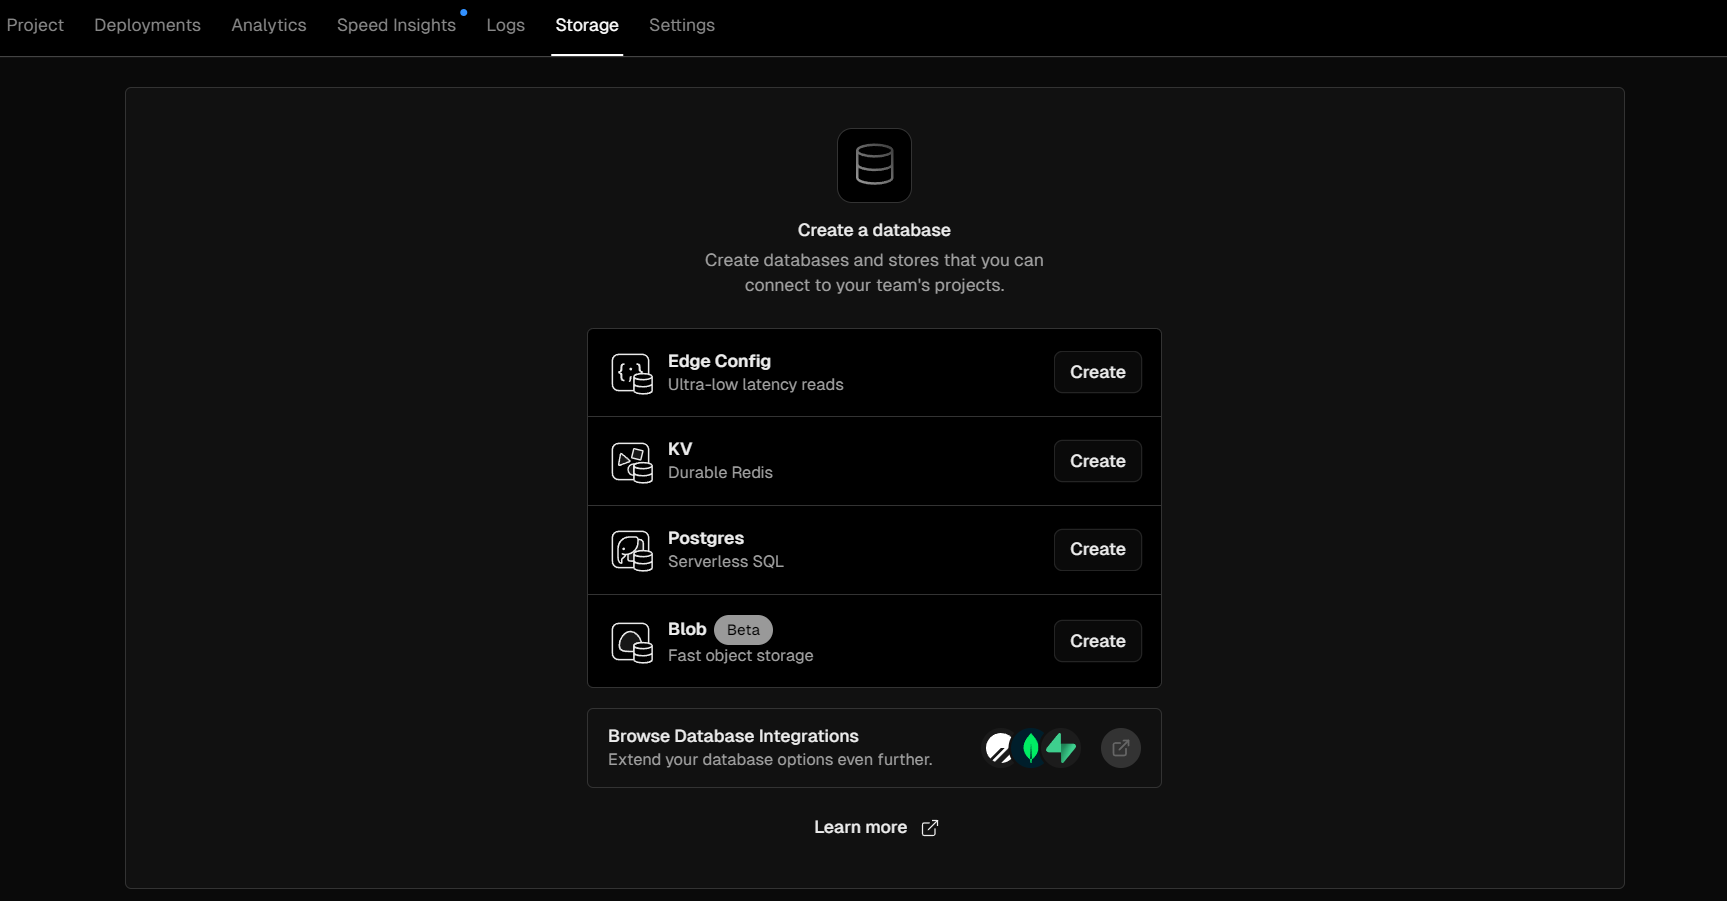 Project Deployments Analytics Speed Insights Logs Storage Settings
Create a database
Create databases and stores that you can
connect to your team's projects.
Edge Config
Ultra-low latency reads
Create
KV
Durable Redis
Create
Postgres
Serverless SQL
Create
Blob Beta
Fast object storage
Create
Browse Database Integrations
Extend your database options even further.
Learn more